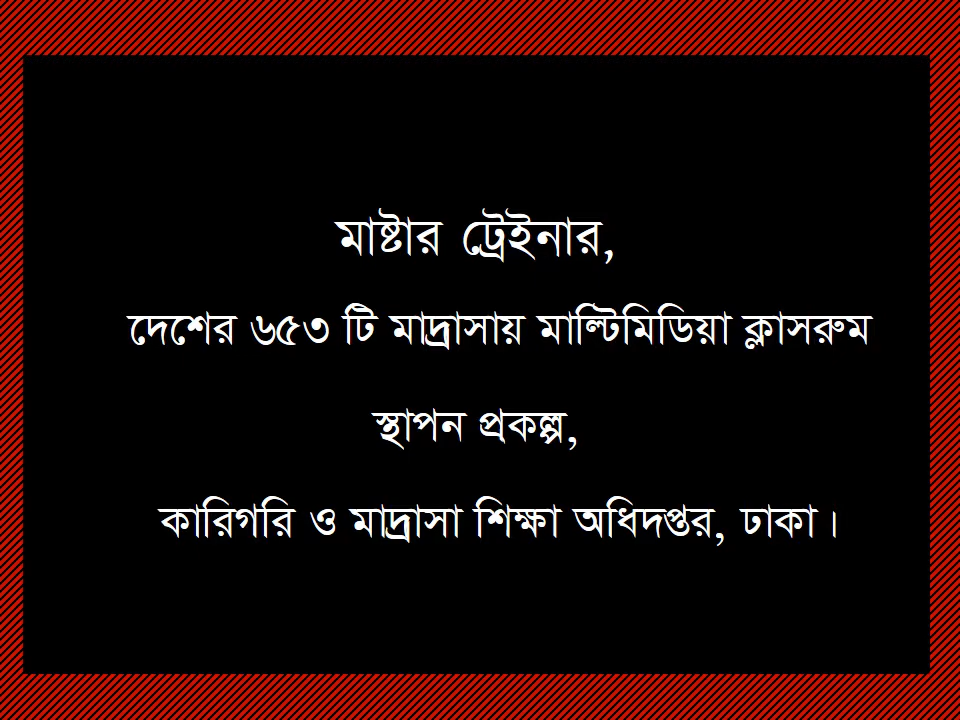 মাষ্টার ট্রেইনার,
দেশের ৬৫৩ টি মাদ্রাসায় মাল্টিমিডিয়া ক্লাসরুম
স্থাপন প্রকল্প,
কারিগরি ও মাদ্রাসা শিক্ষা অধিদপ্তর, ঢাকা।